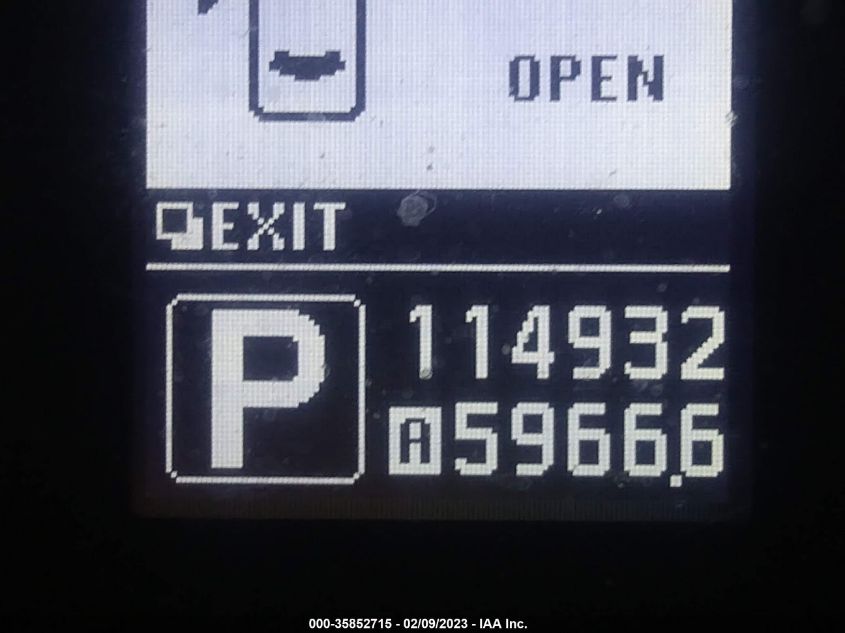 OPEN
EXIT
P
114932
A 5966.6
000-35852715 - 02/09/2023 - IAA Inc.